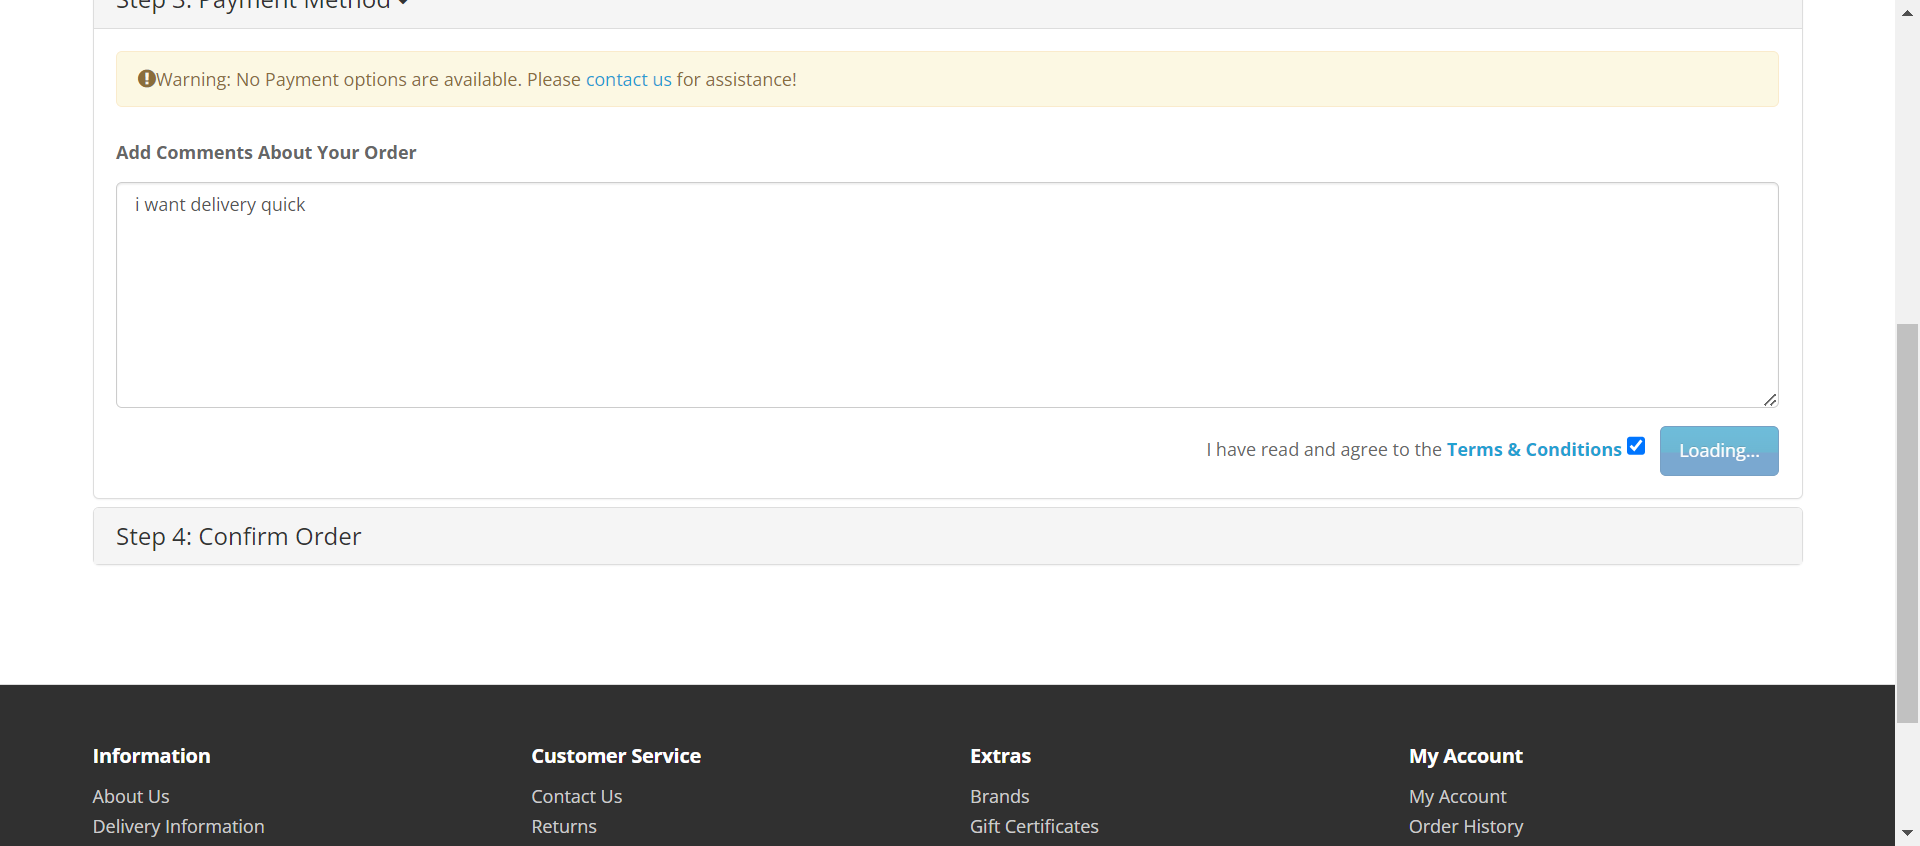 Step 3: Payment Method
Warning: No Payment options are available. Please contact us for assistance!
Add Comments About Your Order
i want delivery quick
I have read and agree to the Terms & Conditions
Loading...
Step 4: Confirm Order
Information
Customer Service
Extras
My Account
About Us
Contact Us
Brands
My Account
Delivery Information
Returns
Gift Certificates
Order History